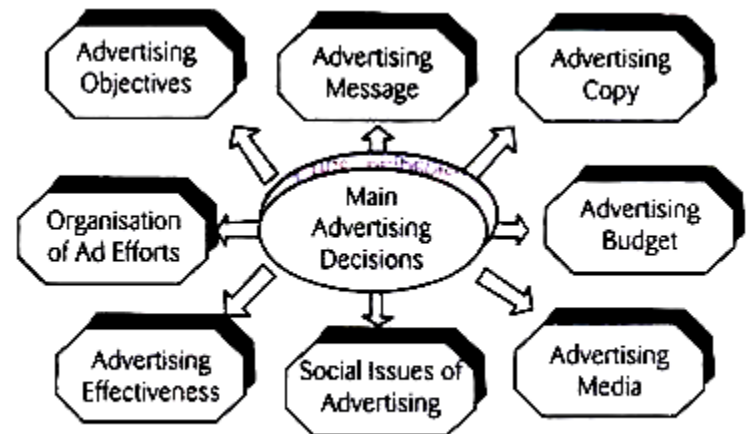 Advertising
Objectives
Advertising
Message
Advertising
Copy
Organisation
of Ad Efforts
Main
Advertising
Decisions
Advertising
Budget
Advertising
Effectiveness
Social Issues of
Advertising
Advertising
Media